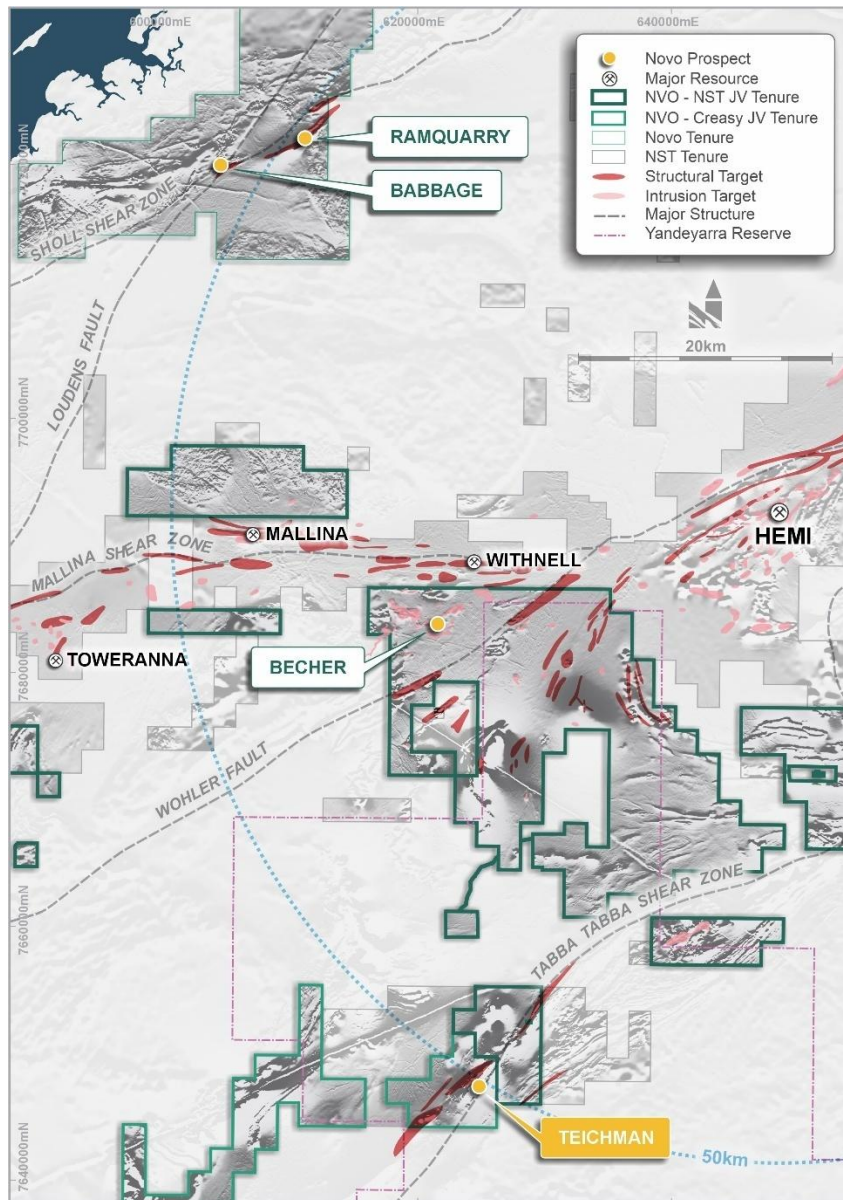 600000mE
620000mE
640000mE
Novo Prospect
Major Resource
NVO - NST JV Tenure
NVO - Creasy JV Tenure
Novo Tenure
NST Tenure
Structural Target
Intrusion Target
Major Structure
Yandeyarra Reserve
RAMQUARRY
BABBAGE
SHOLL SHEAR ZONE
LOUDENS FAULT
20km
7700000mN
MALLINA
HEMI
MALLINA SHEAR ZONE
WITHNELL
TOWERANNA
BECHER
7680000mN
WOHLER FAULT
7660000mN
TABBA TABBA SHEAR ZONE
TEICHMAN
50km
7640000mN